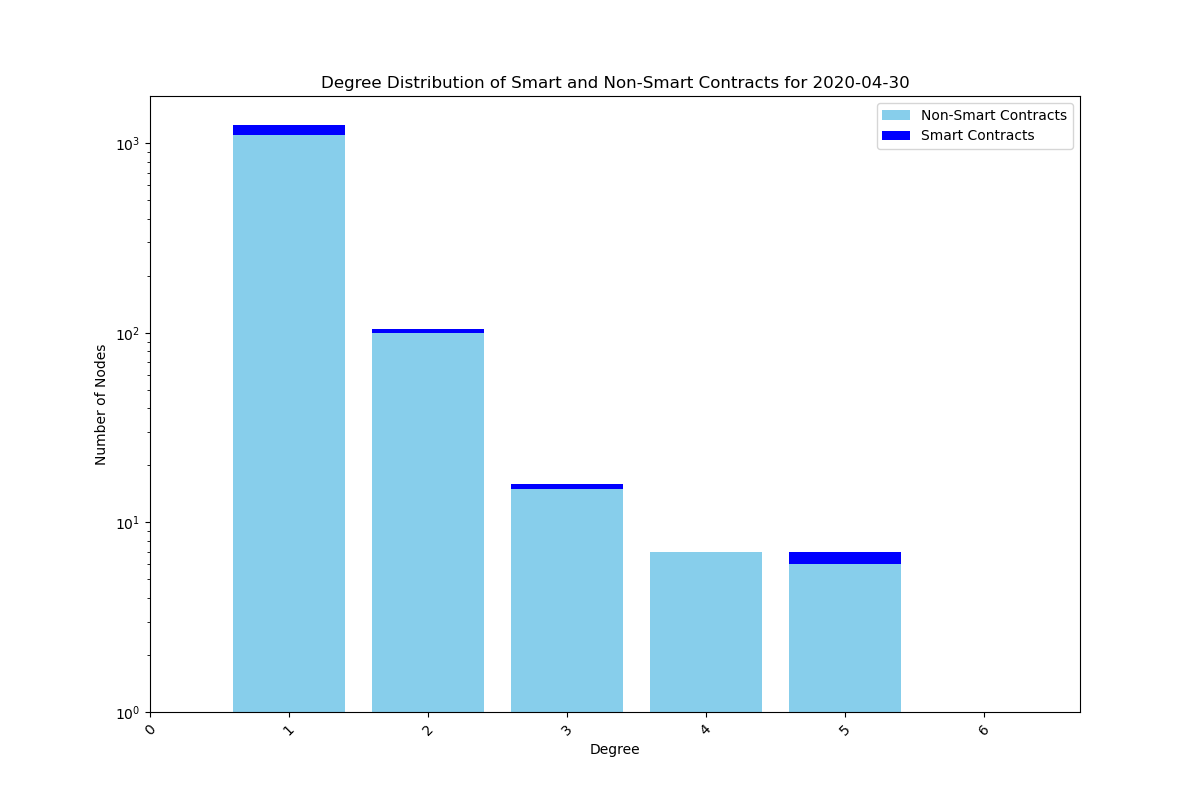 Degree Distribution of Smart and Non-Smart Contracts for 2020-04-30
Non-Smart Contracts
Smart Contracts
Number of Nodes
10³
10²
10¹
10⁰
0 1 2 3 4 5 6
Degree